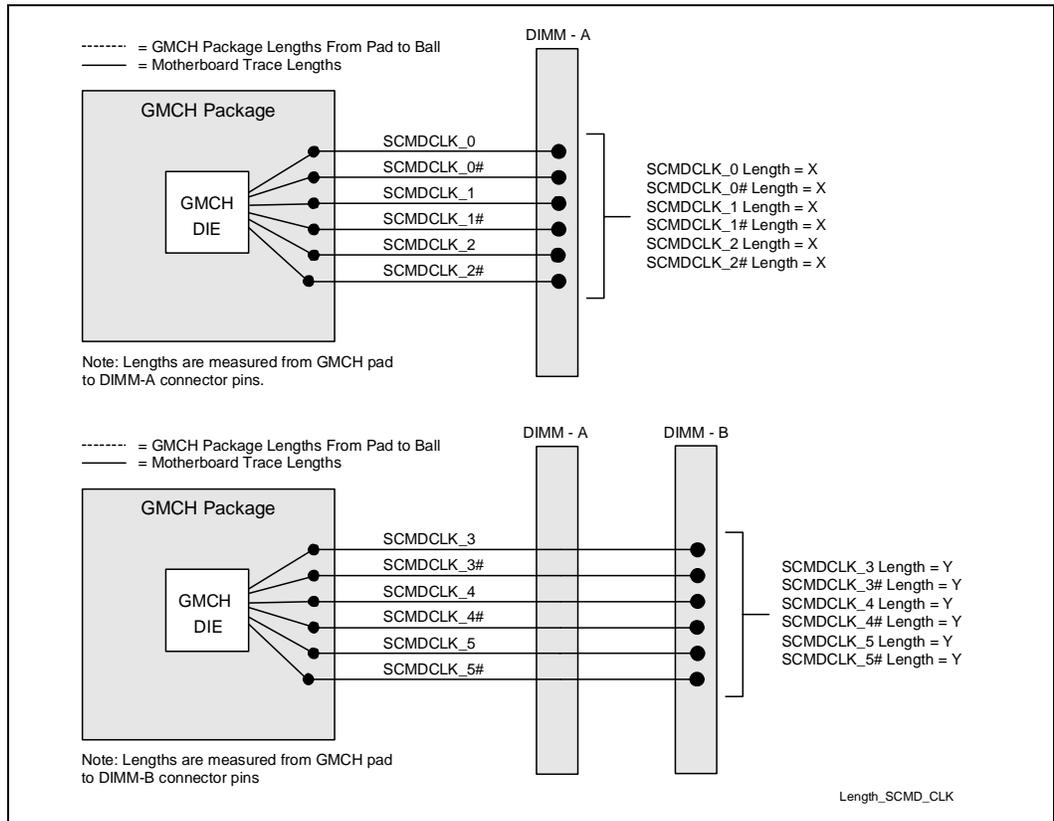 DIMM - A
= GMCH Package Lengths From Pad to Ball
= Motherboard Trace Lengths
GMCH Package
GMCH
DIE
SCMDCLK_0
SCMDCLK_0#
SCMDCLK_1
SCMDCLK_1#
SCMDCLK_2
SCMDCLK_2#
SCMDCLK_0 Length = X
SCMDCLK_0# Length = X
SCMDCLK_1 Length = X
SCMDCLK_1# Length = X
SCMDCLK_2 Length = X
SCMDCLK_2# Length = X
Note: Lengths are measured from GMCH pad
to DIMM-A connector pins.
DIMM - A
DIMM - B
= GMCH Package Lengths From Pad to Ball
= Motherboard Trace Lengths
GMCH Package
GMCH
DIE
SCMDCLK_3
SCMDCLK_3#
SCMDCLK_4
SCMDCLK_4#
SCMDCLK_5
SCMDCLK_5#
SCMDCLK_3 Length = Y
SCMDCLK_3# Length = Y
SCMDCLK_4 Length = Y
SCMDCLK_4# Length = Y
SCMDCLK_5 Length = Y
SCMDCLK_5# Length = Y
Note: Lengths are measured from GMCH pad
to DIMM-B connector pins
Length_SCMD_CLK